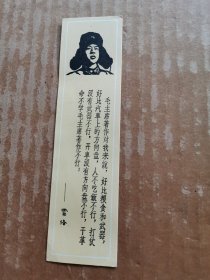 毛主席著作对我来说，好比粮食和武器，
好比汽车上的方向盘，人不吃饭不行，打仗
没有武器不行，开车没有方向盘不行，干革
命不学毛主席著作不行。
——雷锋